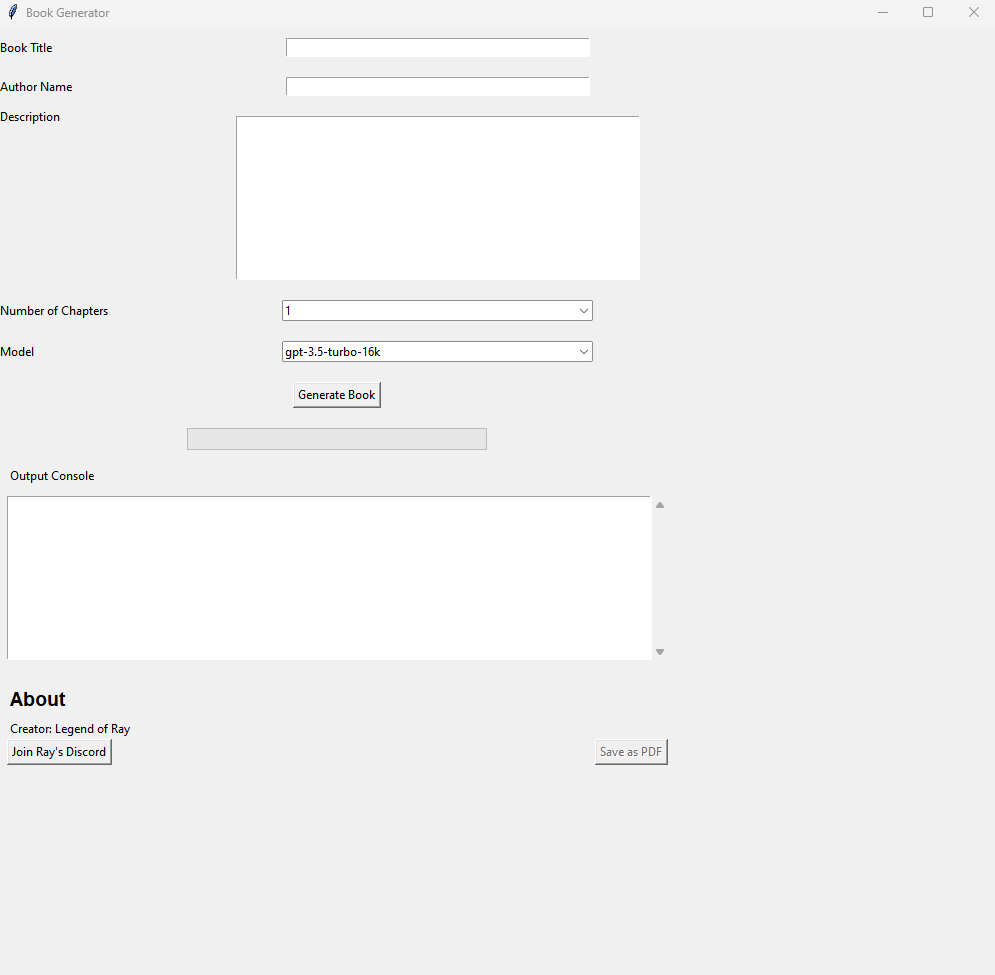 Book Generator
Book Title
Author Name
Description
Number of Chapters 1
Model gpt-3.5-turbo-16k
Generate Book
Output Console
About
Creator: Legend of Ray
Join Ray's Discord Save as PDF